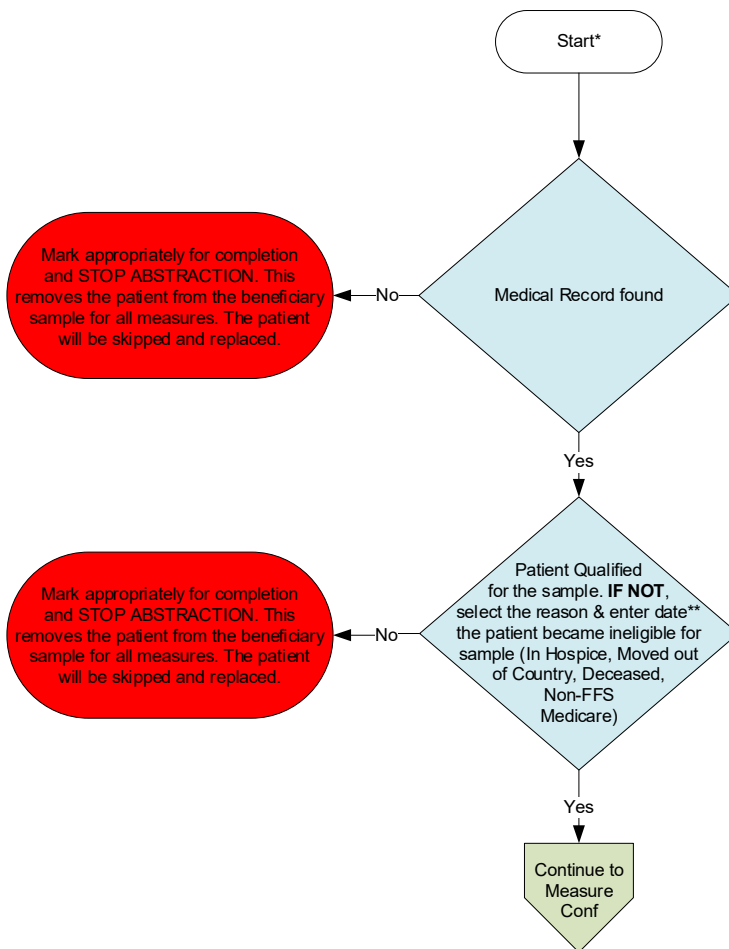 Start*
Medical Record found
No
Mark appropriately for completion
and STOP ABSTRACTION. This
removes the patient from the beneficiary
sample for all measures. The patient
will be skipped and replaced.
Yes
Patient Qualified
for the sample. IF NOT,
select the reason & enter date**
the patient became ineligible for
sample (In Hospice, Moved out
of Country, Deceased,
Non-FFS
Medicare)
No
Mark appropriately for completion
and STOP ABSTRACTION. This
removes the patient from the beneficiary
sample for all measures. The patient
will be skipped and replaced.
Yes
Continue to
Measure
Conf